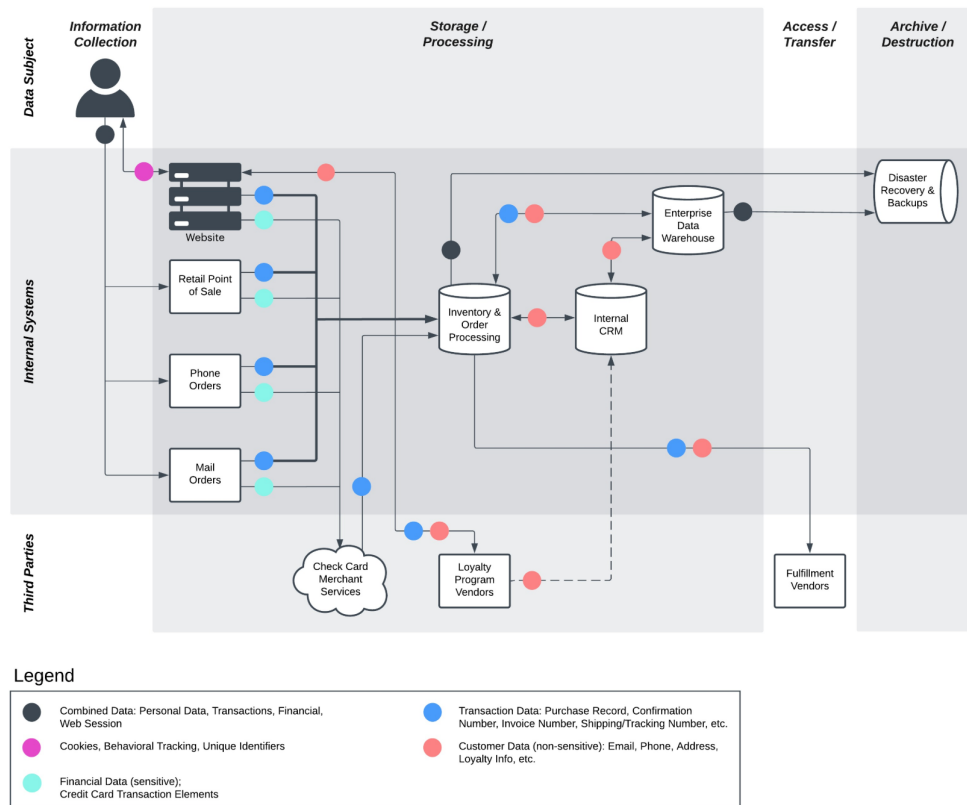 Information
Collection
Storage /
Processing
Access /
Transfer
Archive /
Destruction
Data Subject
Internal Systems
Third Parties
Website
Retail Point
of Sale
Phone
Orders
Mail
Orders
Inventory &
Order
Processing
Internal
CRM
Enterprise
Data
Warehouse
Disaster
Recovery &
Backups
Check Card
Merchant
Services
Loyalty
Program
Vendors
Fulfillment
Vendors
Legend
Combined Data: Personal Data, Transactions, Financial,
Web Session
Cookies, Behavioral Tracking, Unique Identifiers
Financial Data (sensitive);
Credit Card Transaction Elements
Transaction Data: Purchase Record, Confirmation
Number, Invoice Number, Shipping/Tracking Number, etc.
Customer Data (non-sensitive): Email, Phone, Address,
Loyalty Info, etc.